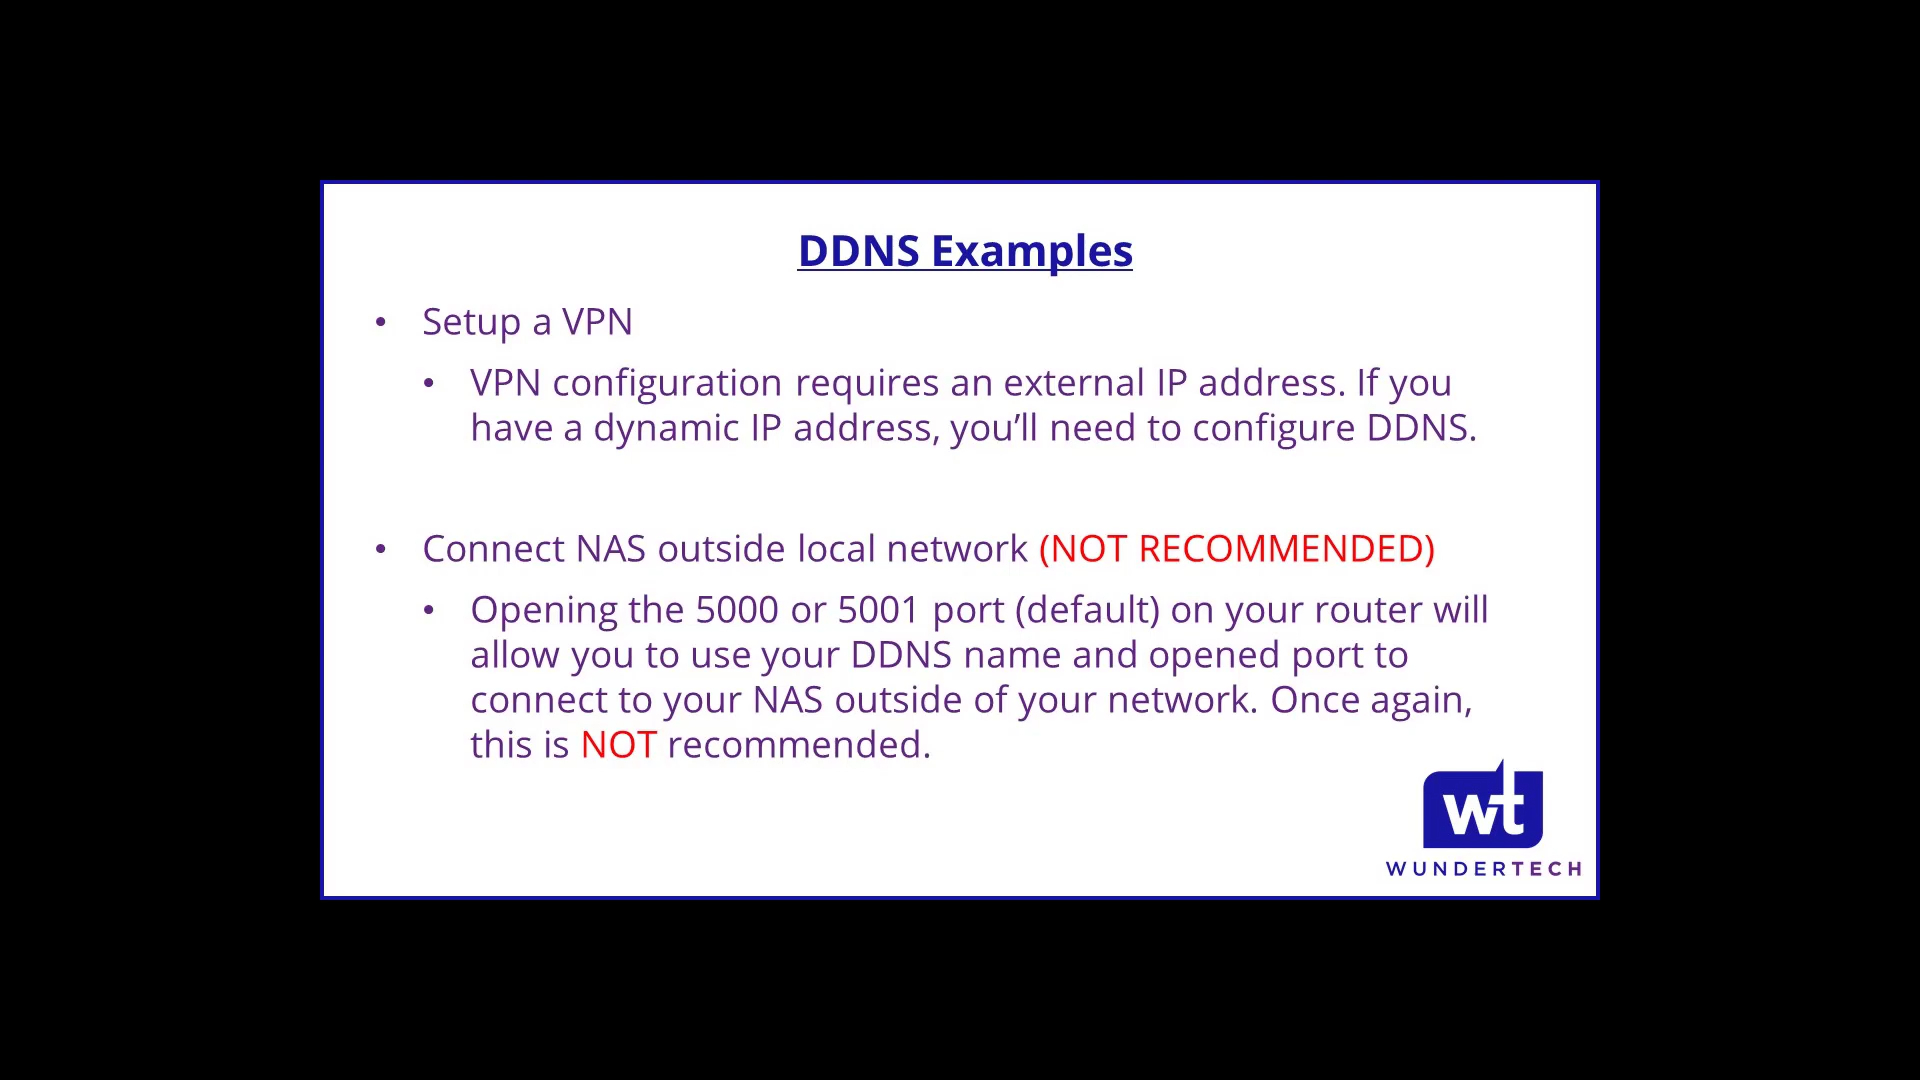 DDNS Examples
• Setup a VPN
• VPN configuration requires an external IP address. If you
have a dynamic IP address, you’ll need to configure DDNS.
• Connect NAS outside local network (NOT RECOMMENDED)
• Opening the 5000 or 5001 port (default) on your router will
allow you to use your DDNS name and opened port to
connect to your NAS outside of your network. Once again,
this is NOT recommended.
wt
WUNDERTECH